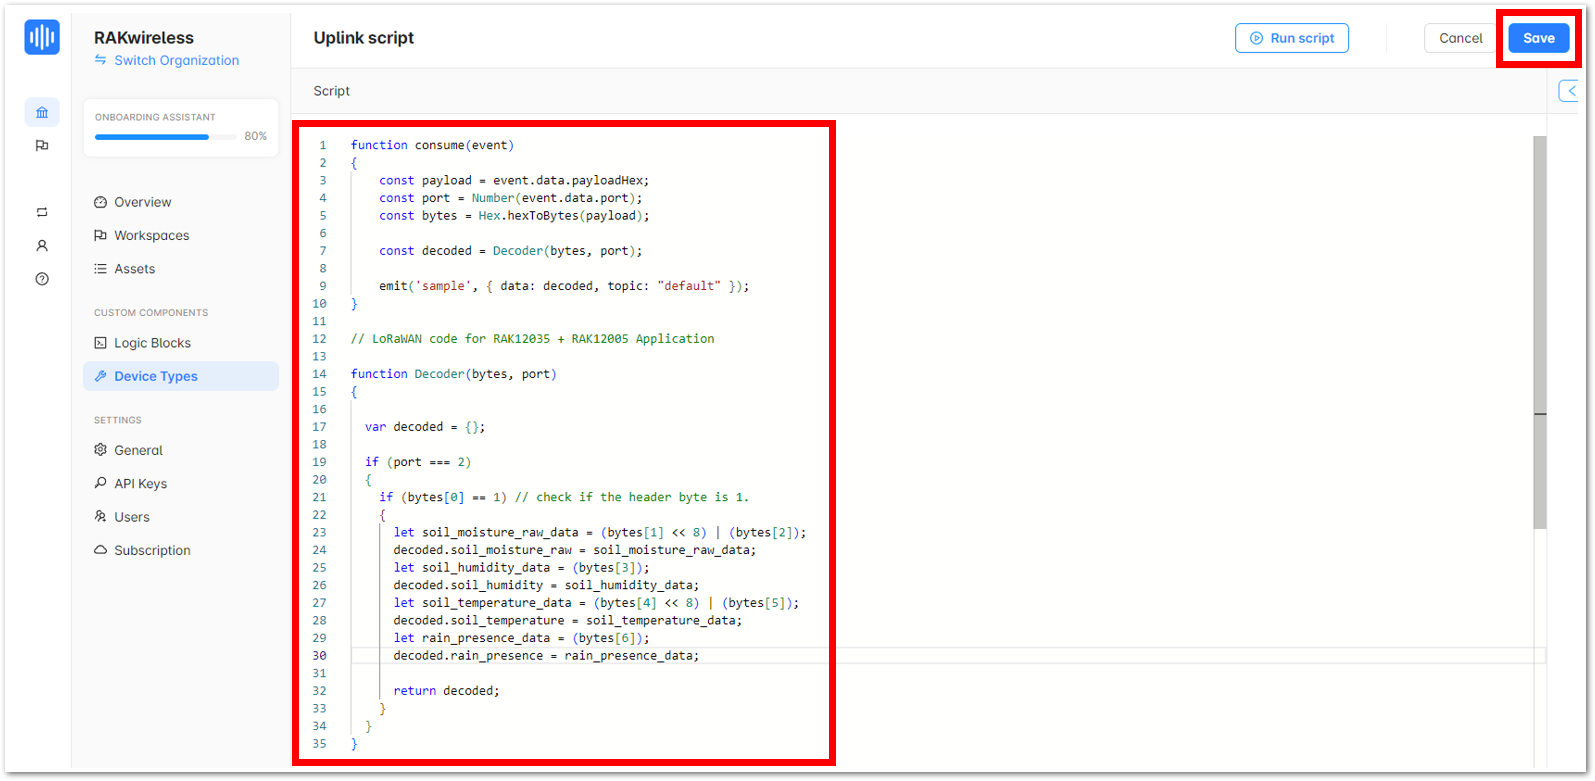 RAKwireless
Switch Organization
ONBOARDING ASSISTANT
80%
Overview
Workspaces
Assets
CUSTOM COMPONENTS
Logic Blocks
Device Types
SETTINGS
General
API Keys
Users
Subscription
Uplink script
Run script
Cancel
Save
Script
1 function consume(event)
2 {
3 const payload = event.data.payloadHex;
4 const port = Number(event.data.port);
5 const bytes = Hex.hexToBytes(payload);
6
7 const decoded = Decoder(bytes, port);
8
9 emit('sample', { data: decoded, topic: "default" });
10 }
11
12 // LoRaWAN code for RAK12035 + RAK12005 Application
13
14 function Decoder(bytes, port)
15 {
16
17 var decoded = {};
18
19 if (port === 2)
20 {
21 if (bytes[0] == 1) // check if the header byte is 1.
22 {
23 let soil_moisture_raw_data = (bytes[1] << 8) | (bytes[2]);
24 decoded.soil_moisture_raw = soil_moisture_raw_data;
25 let soil_humidity_data = (bytes[3]);
26 decoded.soil_humidity = soil_humidity_data;
27 let soil_temperature_data = (bytes[4] << 8) | (bytes[5]);
28 decoded.soil_temperature = soil_temperature_data;
29 let rain_presence_data = (bytes[6]);
30 decoded.rain_presence = rain_presence_data;
31
32 return decoded;
33 }
34 }
35 }